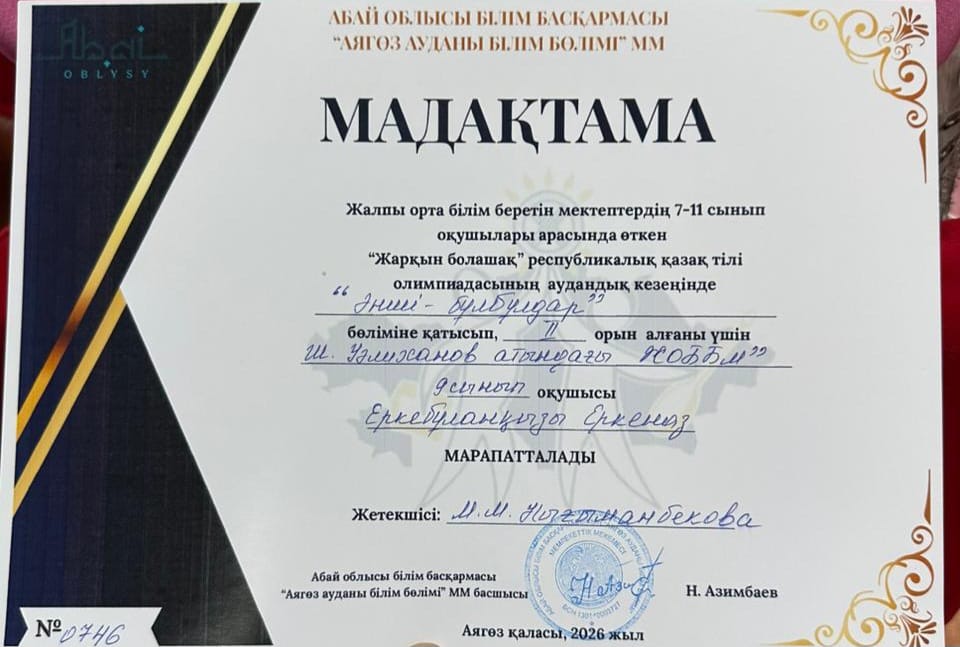 Abai
OBLYSY
АБАЙ ОБЛЫСЫ БІЛІМ БАСҚАРМАСЫ
“АЯГӨЗ АУДАНЫ БІЛІМ БӨЛІМІ” ММ
МАДАҚТАМА
Жалпы орта білім беретін мектептердің 7-11 сынып
оқушылары арасында өткен
“Жарқын болашақ” республикалық қазақ тілі
олимпиадасының аудандық кезеңінде
“Әнші - бұлбұлдар”
бөліміне қатысып, II орын алғаны үшін
Ш. Уәлиханов атындағы ЖОББМ”
9 сынып оқушысы
Еркебұланқызы Еркеназ
МАРАПАТТАЛАДЫ
Жетекшісі: М.М. Нығыманбекова
Абай облысы білім басқармасы
“Аягөз ауданы білім бөлімі” ММ басшысы
Н. Азимбаев
Аягөз қаласы, 2026 жыл
№ 0746